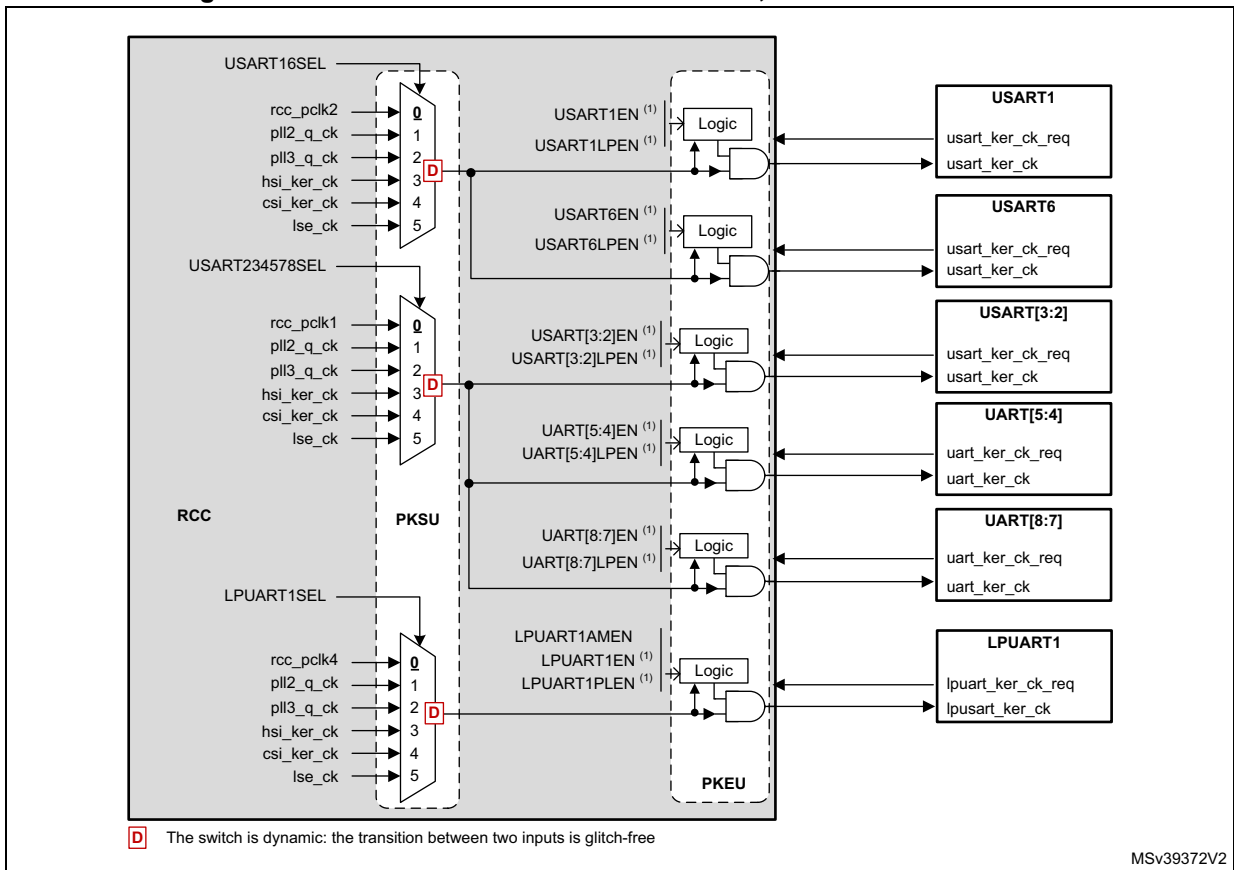 USART16SEL
rcc_pclk2
pll2_q_ck
pll3_q_ck
hsi_ker_ck
csi_ker_ck
lse_ck
0
1
2
3
4
5
D
USART1EN (1)
USART1LPEN (1)
Logic
USART1
usart_ker_ck_req
usart_ker_ck
USART6EN (1)
USART6LPEN (1)
Logic
USART6
usart_ker_ck_req
usart_ker_ck
USART234578SEL
rcc_pclk1
pll2_q_ck
pll3_q_ck
hsi_ker_ck
csi_ker_ck
lse_ck
0
1
2
3
4
5
D
USART[3:2]EN (1)
USART[3:2]LPEN (1)
Logic
USART[3:2]
usart_ker_ck_req
usart_ker_ck
UART[5:4]EN (1)
UART[5:4]LPEN (1)
Logic
UART[5:4]
uart_ker_ck_req
uart_ker_ck
RCC
PKSU
UART[8:7]EN (1)
UART[8:7]LPEN (1)
Logic
UART[8:7]
uart_ker_ck_req
uart_ker_ck
LPUART1SEL
rcc_pclk4
pll2_q_ck
pll3_q_ck
hsi_ker_ck
csi_ker_ck
lse_ck
0
1
2
3
4
5
D
LPUART1AMEN
LPUART1EN (1)
LPUART1PLEN (1)
Logic
LPUART1
lpuart_ker_ck_req
lpusart_ker_ck
PKEU
D The switch is dynamic: the transition between two inputs is glitch-free
MSv39372V2